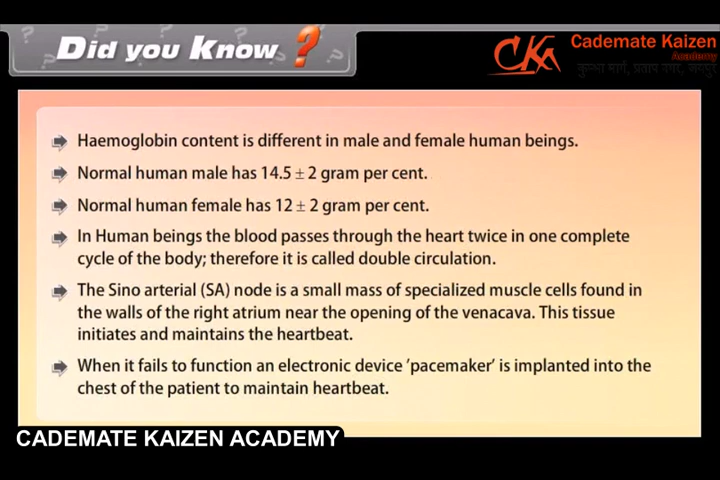 Did you Know ?
CKA
Cademate Kaizen
Academy
कुम्भा मार्ग, प्रताप नगर, जयपुर
Haemoglobin content is different in male and female human beings.
Normal human male has 14.5 ± 2 gram per cent.
Normal human female has 12 ± 2 gram per cent.
In Human beings the blood passes through the heart twice in one complete
cycle of the body; therefore it is called double circulation.
The Sino arterial (SA) node is a small mass of specialized muscle cells found in
the walls of the right atrium near the opening of the venacava. This tissue
initiates and maintains the heartbeat.
When it fails to function an electronic device 'pacemaker' is implanted into the
chest of the patient to maintain heartbeat.
CADEMATE KAIZEN ACADEMY